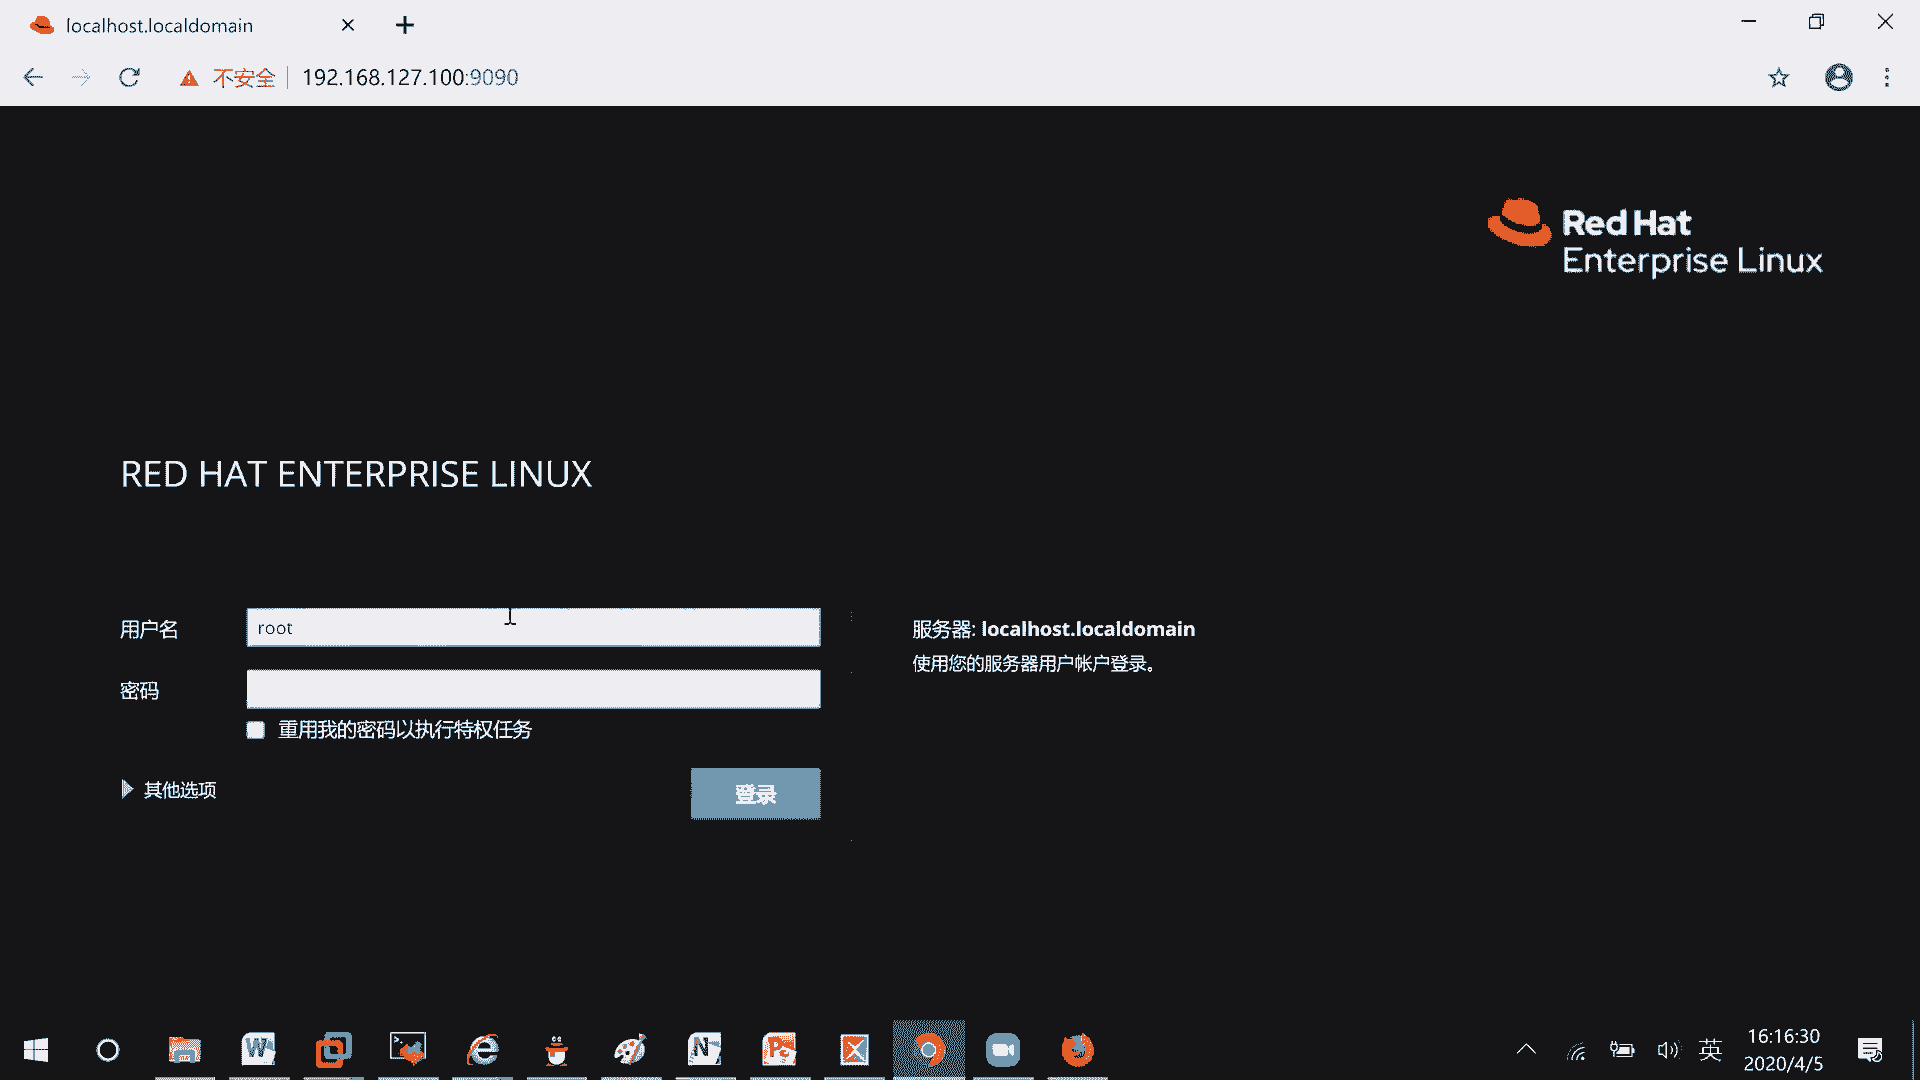 localhost.localdomain
不安全 192.168.127.100:9090
Red Hat
Enterprise Linux
RED HAT ENTERPRISE LINUX
用户名 root
密码
重用我的密码以执行特权任务
其他选项
登录
服务器: localhost.localdomain
使用您的服务器用户帐户登录。
英
16:16:30
2020/4/5